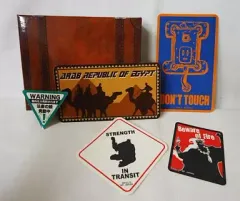 ARAB REPUBLIC OF EGYPT
DON'T TOUCH
WARNING
STRENGTH
IN
TRANSIT
Beware
of Fire